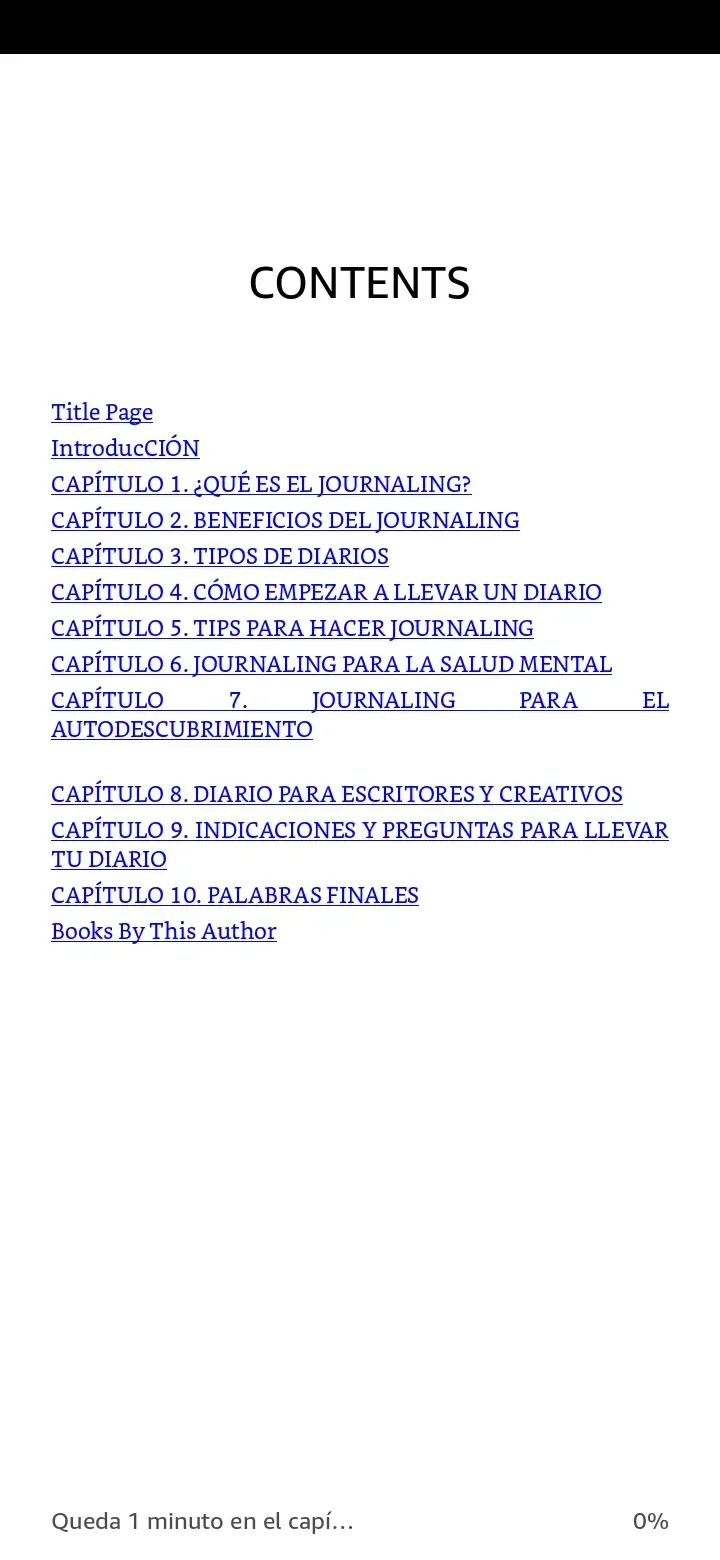 CONTENTS
Title Page
IntroducCIÓN
CAPÍTULO 1. ¿QUÉ ES EL JOURNALING?
CAPÍTULO 2. BENEFICIOS DEL JOURNALING
CAPÍTULO 3. TIPOS DE DIARIOS
CAPÍTULO 4. CÓMO EMPEZAR A LLEVAR UN DIARIO
CAPÍTULO 5. TIPS PARA HACER JOURNALING
CAPÍTULO 6. JOURNALING PARA LA SALUD MENTAL
CAPÍTULO 7. JOURNALING PARA EL
AUTODESCUBRIMIENTO
CAPÍTULO 8. DIARIO PARA ESCRITORES Y CREATIVOS
CAPÍTULO 9. INDICACIONES Y PREGUNTAS PARA LLEVAR
TU DIARIO
CAPÍTULO 10. PALABRAS FINALES
Books By This Author
Queda 1 minuto en el capí… 0%